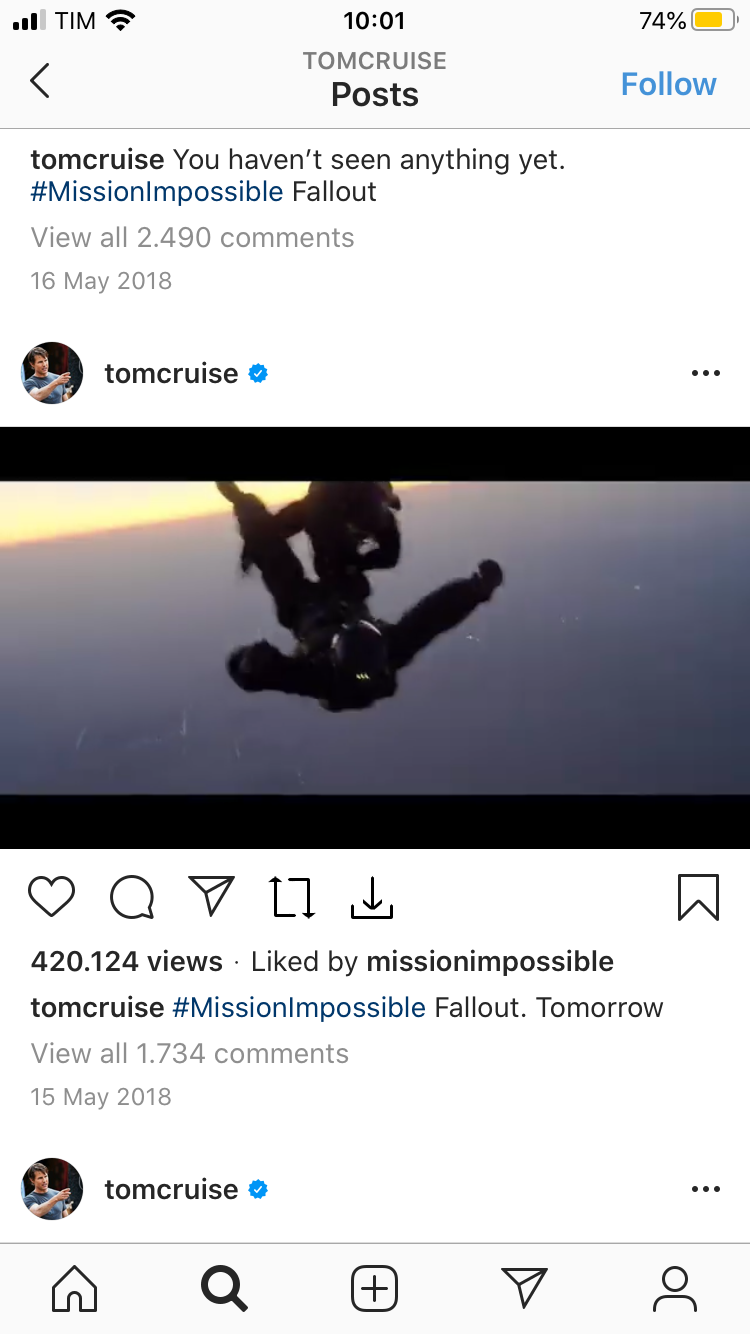 TIM 10:01 74%
TOMCRUISE
Posts
Follow
tomcruise You haven’t seen anything yet.
#MissionImpossible Fallout
View all 2.490 comments
16 May 2018
tomcruise
420.124 views · Liked by missionimpossible
tomcruise #MissionImpossible Fallout. Tomorrow
View all 1.734 comments
15 May 2018
tomcruise